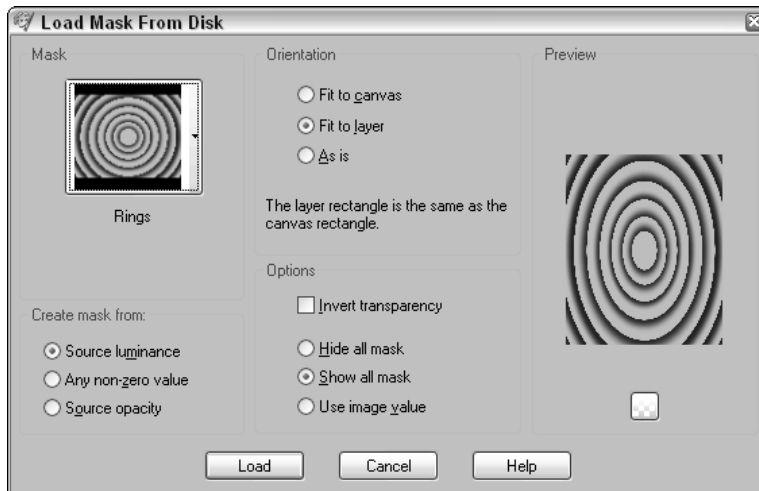 Load Mask From Disk
Mask
Rings
Create mask from:
Source luminance
Any non-zero value
Source opacity
Orientation
Fit to canvas
Fit to layer
As is
The layer rectangle is the same as the
canvas rectangle.
Options
Invert transparency
Hide all mask
Show all mask
Use image value
Preview
Load
Cancel
Help